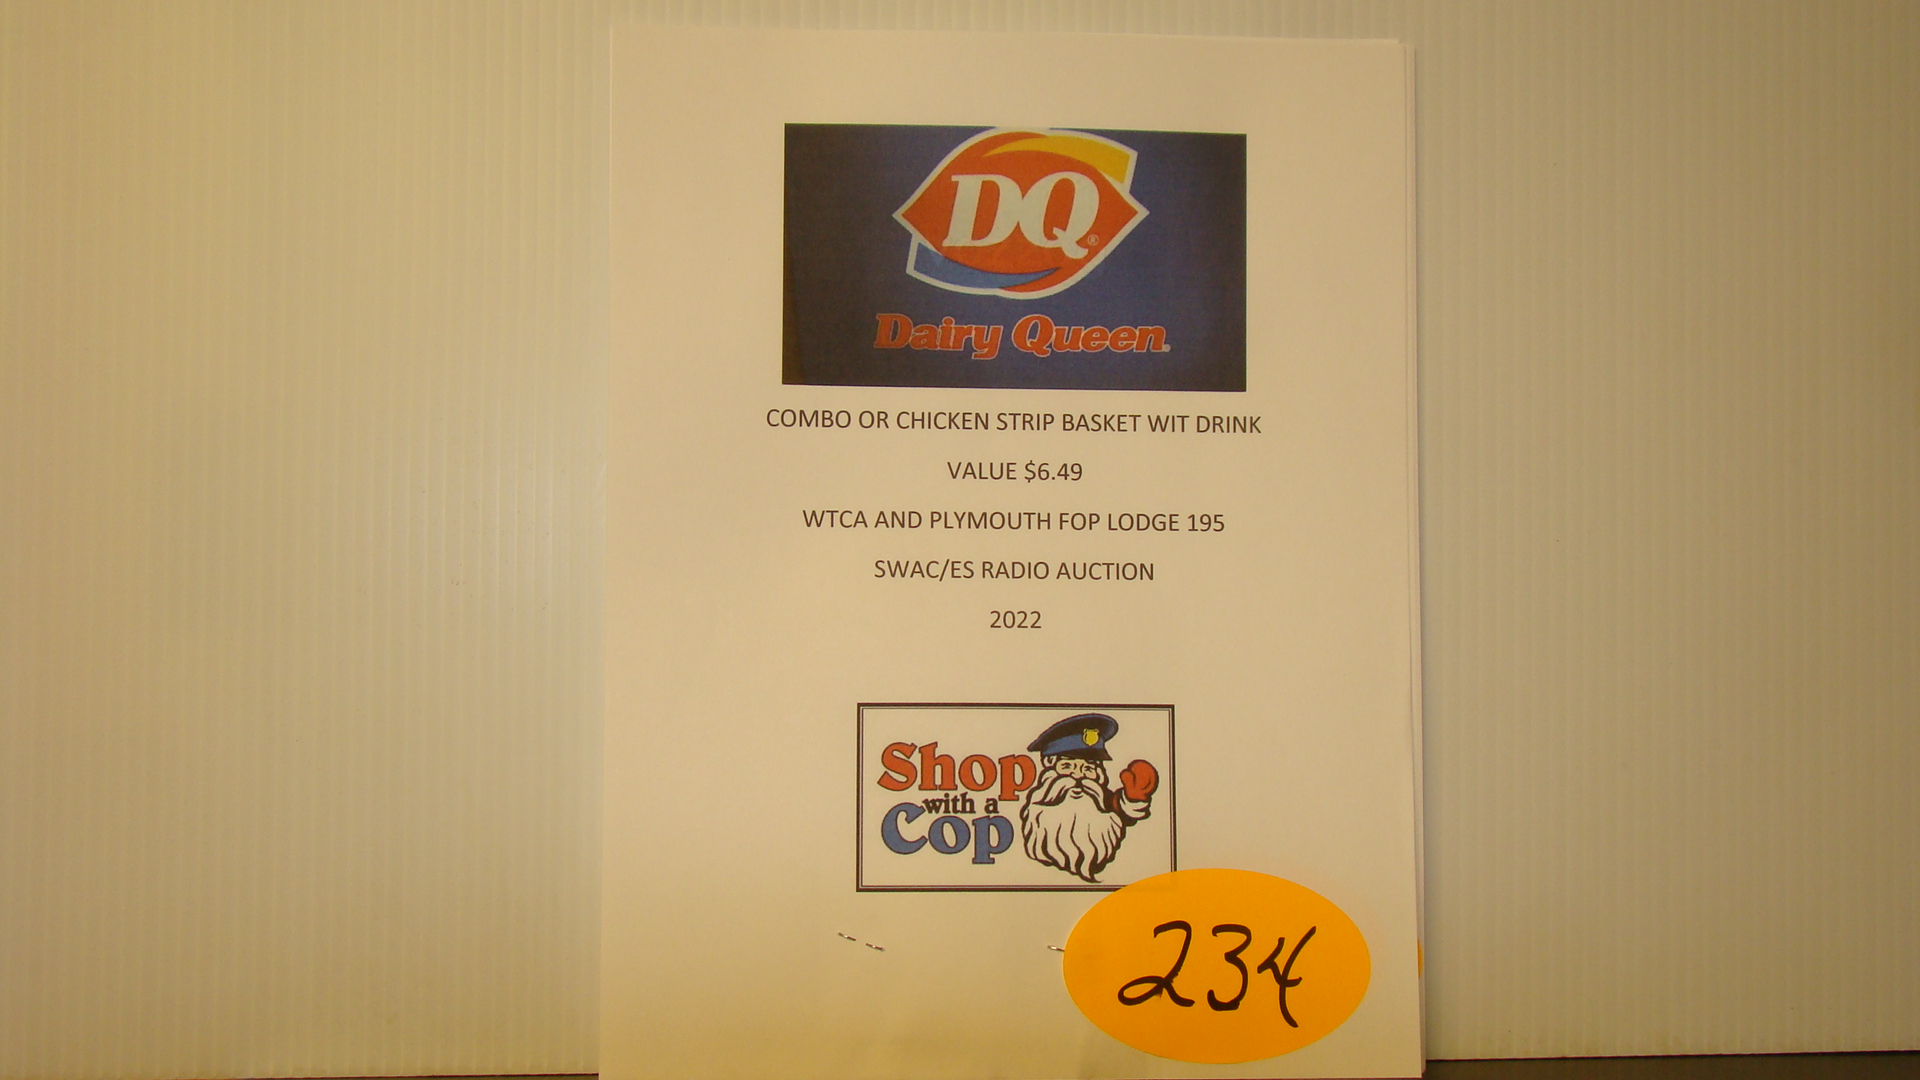 DQ®
Dairy Queen®
COMBO OR CHICKEN STRIP BASKET WIT DRINK
VALUE $6.49
WTCA AND PLYMOUTH FOP LODGE 195
SWAC/ES RADIO AUCTION
2022
Shop
with a
Cop
234